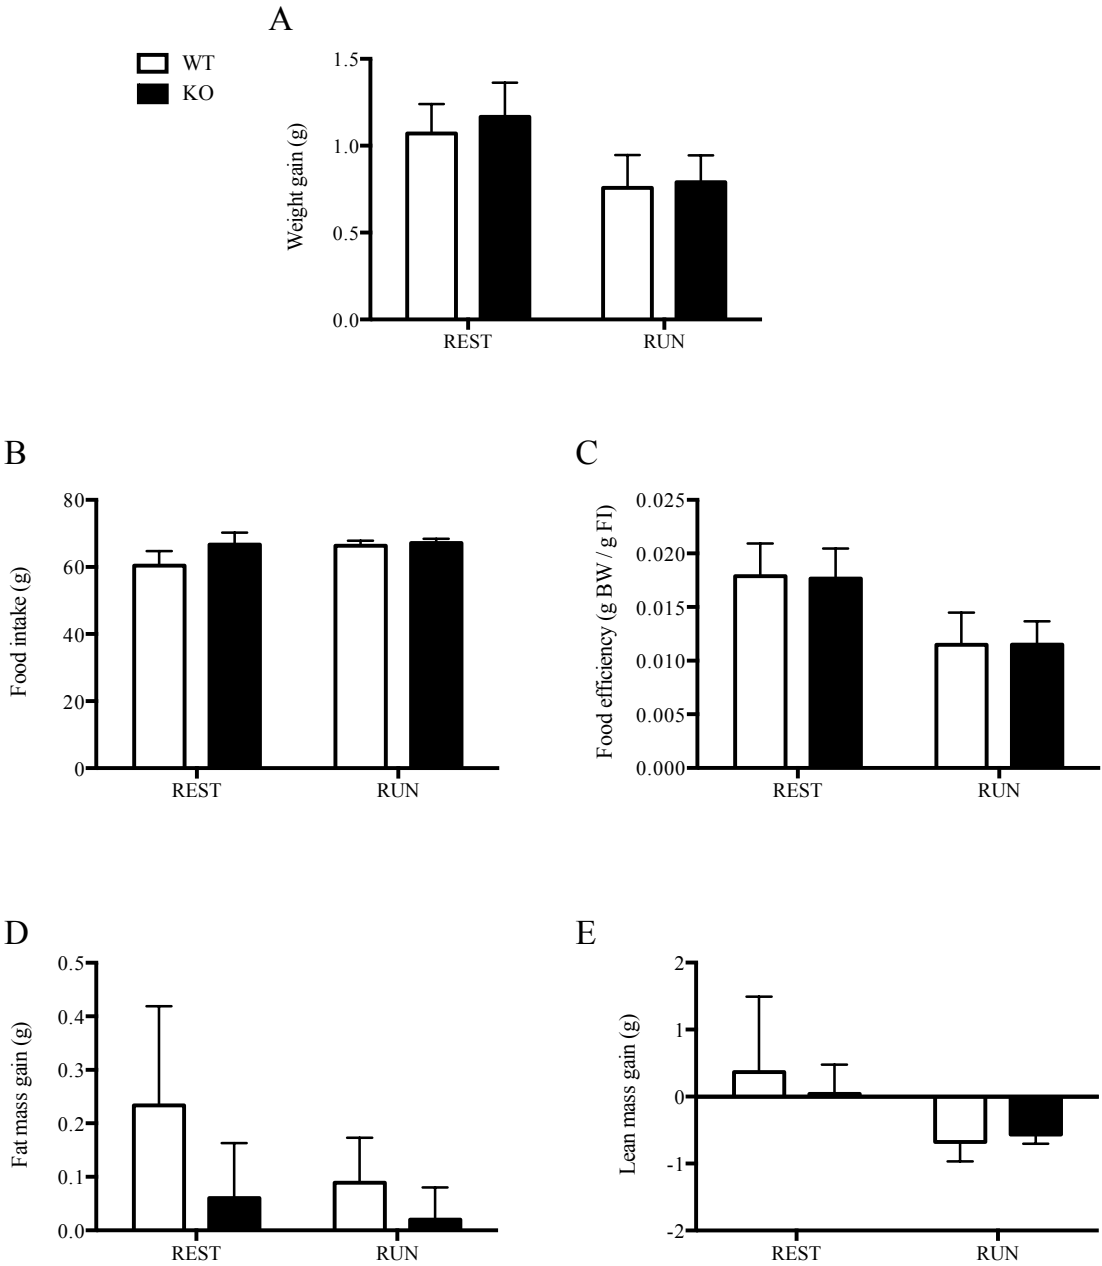 A
WT
KO
Weight gain (g)
1.5
1.0
0.5
0.0
REST RUN
B
Food intake (g)
80
60
40
20
0
REST RUN
C
Food efficiency (g BW / g FI)
0.025
0.020
0.015
0.010
0.005
0.000
REST RUN
D
Fat mass gain (g)
0.5
0.4
0.3
0.2
0.1
0.0
REST RUN
E
Lean mass gain (g)
2
1
0
-1
-2
REST RUN